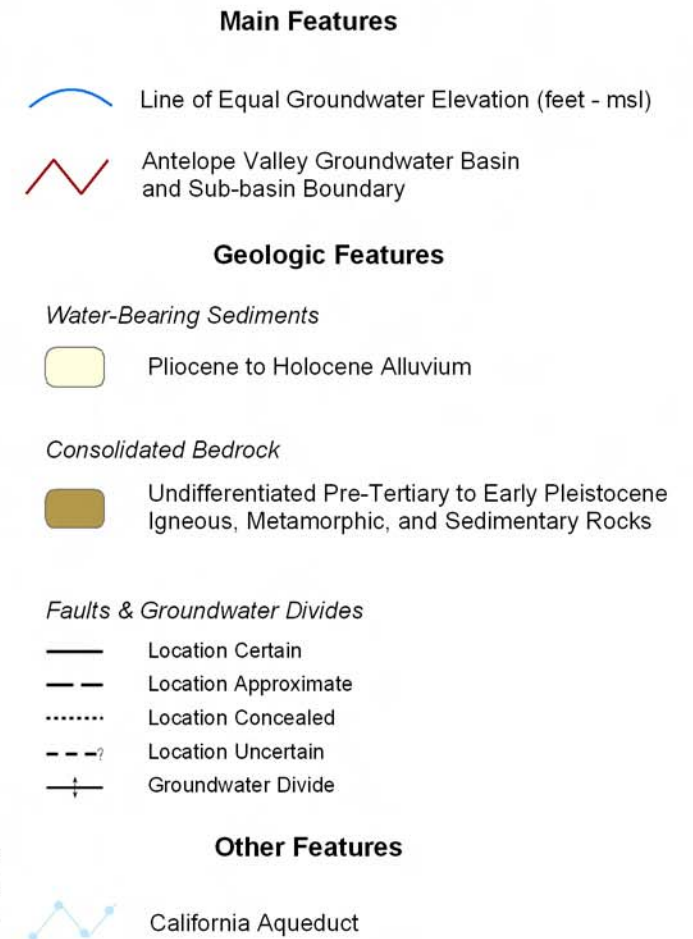 Main Features
Line of Equal Groundwater Elevation (feet - msl)
Antelope Valley Groundwater Basin
and Sub-basin Boundary
Geologic Features
Water-Bearing Sediments
Pliocene to Holocene Alluvium
Consolidated Bedrock
Undifferentiated Pre-Tertiary to Early Pleistocene
Igneous, Metamorphic, and Sedimentary Rocks
Faults & Groundwater Divides
Location Certain
Location Approximate
Location Concealed
? Location Uncertain
Groundwater Divide
Other Features
California Aqueduct